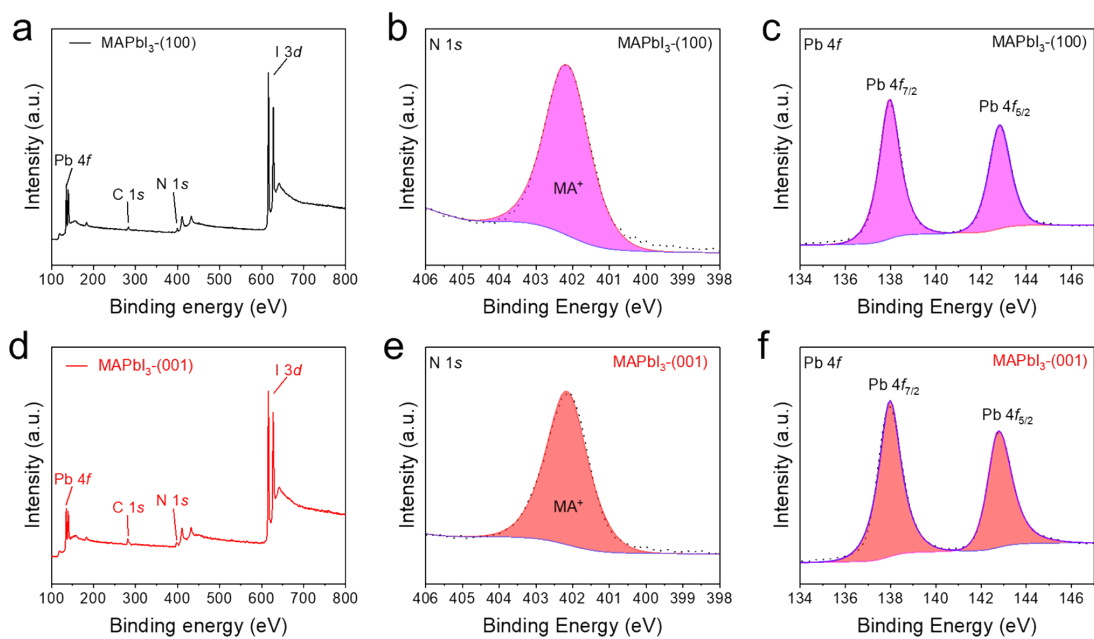 a
MAPbI₃-(100)
I 3d
Pb 4f
C 1s
N 1s
Intensity (a.u.)
100 200 300 400 500 600 700 800
Binding energy (eV)
b
N 1s
MAPbI₃-(100)
MA⁺
Intensity (a.u.)
406 405 404 403 402 401 400 399 398
Binding energy (eV)
c
Pb 4f
MAPbI₃-(100)
Pb 4f₇/₂
Pb 4f₅/₂
Intensity (a.u.)
134 136 138 140 142 144 146
Binding Energy (eV)
d
MAPbI₃-(001)
I 3d
Pb 4f
C 1s
N 1s
Intensity (a.u.)
100 200 300 400 500 600 700 800
Binding energy (eV)
e
N 1s
MAPbI₃-(001)
MA⁺
Intensity (a.u.)
406 405 404 403 402 401 400 399 398
Binding Energy (eV)
f
Pb 4f
MAPbI₃-(001)
Pb 4f₇/₂
Pb 4f₅/₂
Intensity (a.u.)
134 136 138 140 142 144 146
Binding Energy (eV)